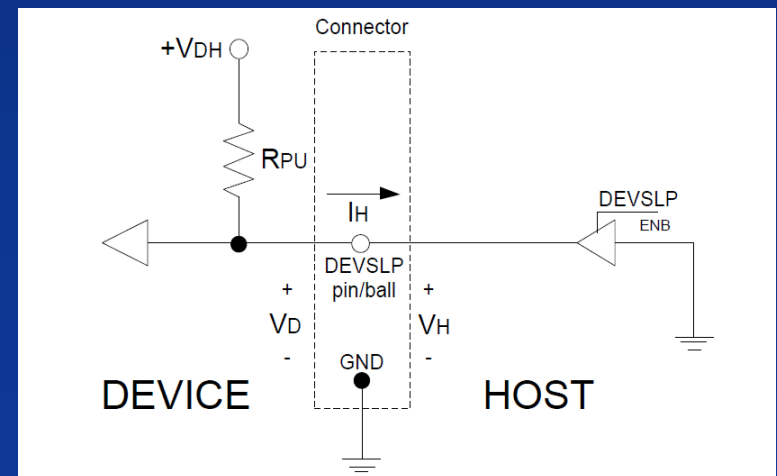 Connector
+VDH
RPU
IH
DEVSLP
ENB
DEVSLP
pin/ball
+
+
VD
VH
-
-
GND
DEVICE
HOST